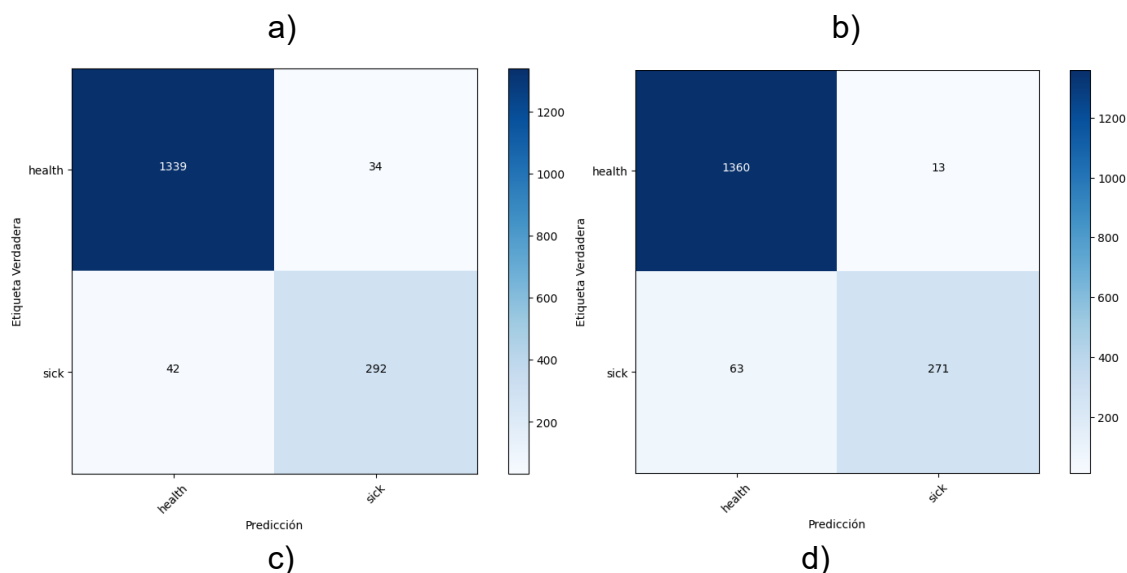 a)
b)
1339
34
42
292
health
sick
Etiqueta Verdadera
health
sick
Predicción
1200
1000
800
600
400
200
1360
13
63
271
health
sick
Etiqueta Verdadera
health
sick
Predicción
1200
1000
800
600
400
200
c)
d)